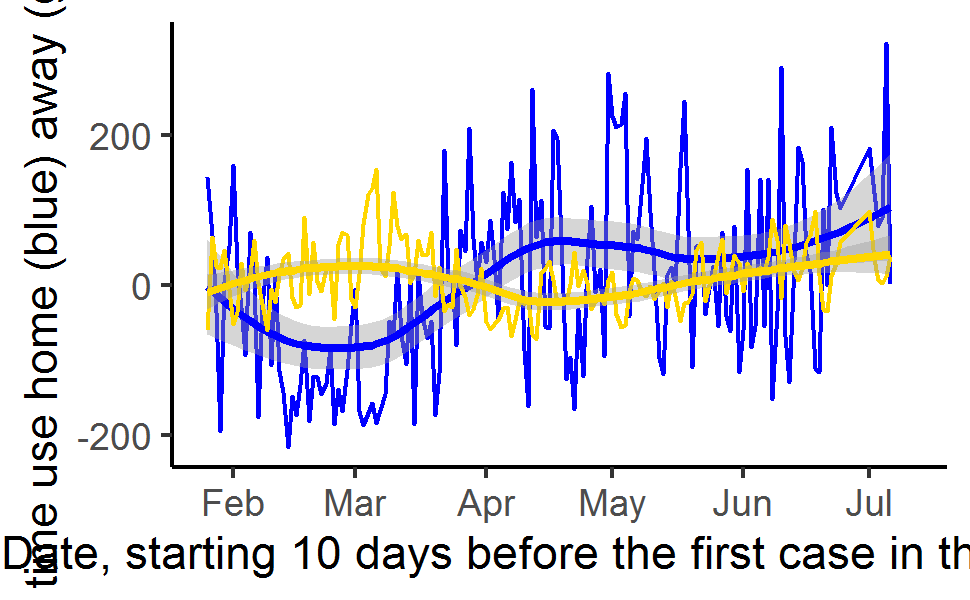 time use home (blue) away (
200
0
-200
Feb Mar Apr May Jun Jul
Date, starting 10 days before the first case in th